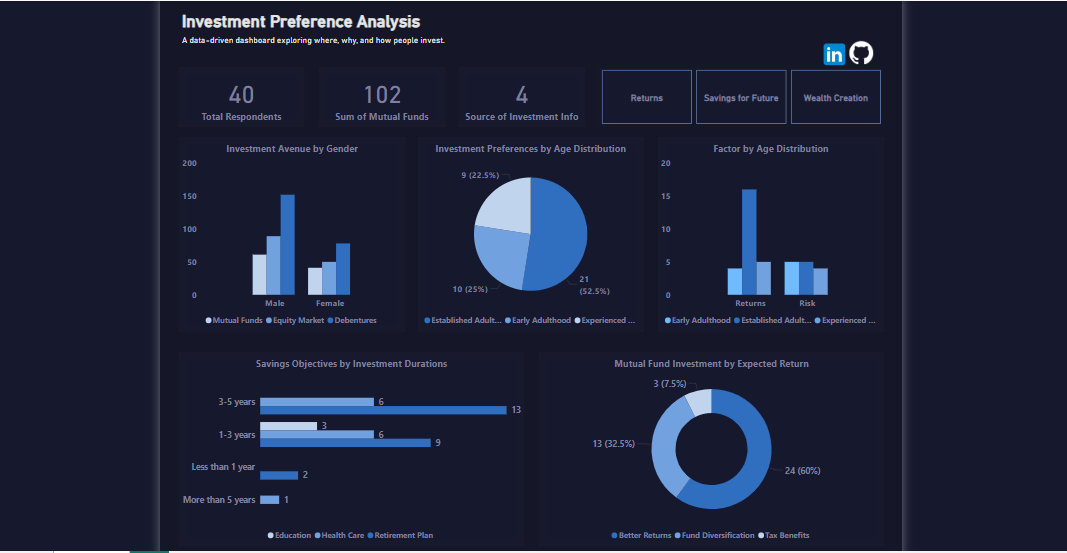 Investment Preference Analysis
A data-driven dashboard exploring where, why, and how people invest.
in
40
Total Respondents
102
Sum of Mutual Funds
4
Source of Investment Info
Returns
Savings for Future
Wealth Creation
Investment Avenue by Gender
200
150
100
50
0
Male Female
Mutual Funds Equity Market Debentures
Investment Preferences by Age Distribution
9 (22.5%)
10 (25%)
21
(52.5%)
Established Adult... Early Adulthood Experienced ...
Factor by Age Distribution
20
15
10
5
0
Returns Risk
Early Adulthood Established Adult... Experienced ...
Savings Objectives by Investment Durations
3-5 years 6
13
3
1-3 years 6
9
Less than 1 year
2
More than 5 years 1
Education Health Care Retirement Plan
Mutual Fund Investment by Expected Return
3 (7.5%)
13 (32.5%)
24 (60%)
Better Returns Fund Diversification Tax Benefits